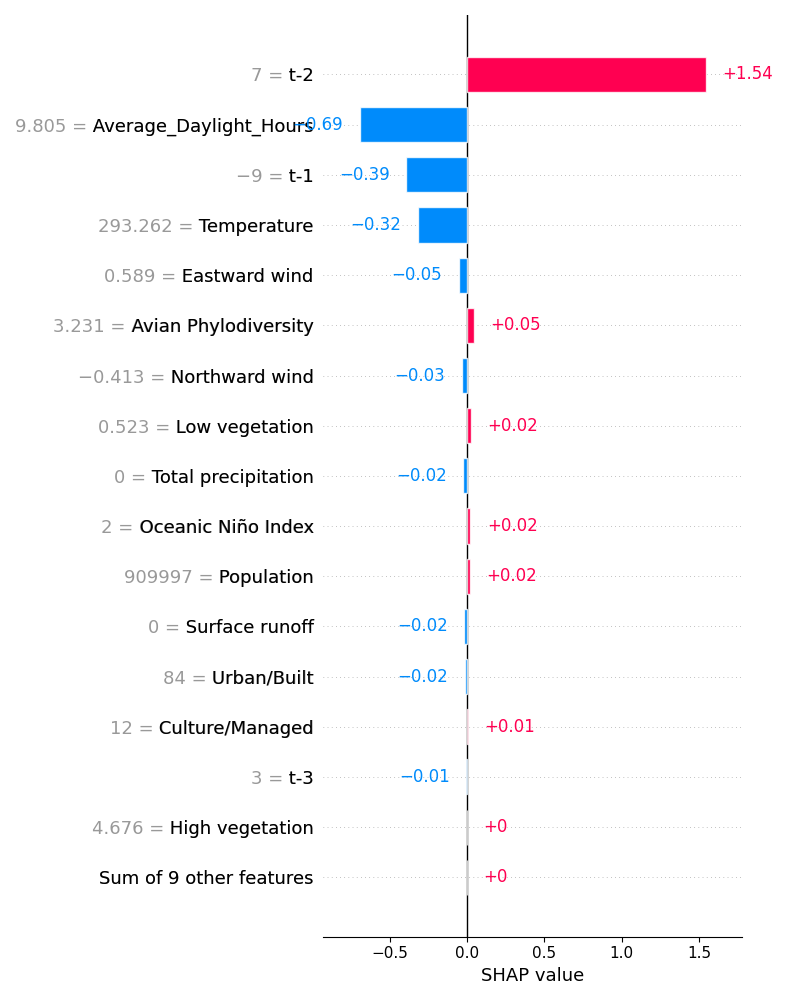 7 = t-2 +1.54
9.805 = Average_Daylight_Hours −0.69
−9 = t-1 −0.39
293.262 = Temperature −0.32
0.589 = Eastward wind −0.05
3.231 = Avian Phylodiversity +0.05
−0.413 = Northward wind −0.03
0.523 = Low vegetation +0.02
0 = Total precipitation −0.02
2 = Oceanic Niño Index +0.02
909997 = Population +0.02
0 = Surface runoff −0.02
84 = Urban/Built −0.02
12 = Culture/Managed +0.01
3 = t-3 −0.01
4.676 = High vegetation +0
Sum of 9 other features +0
−0.5 0.0 0.5 1.0 1.5
SHAP value